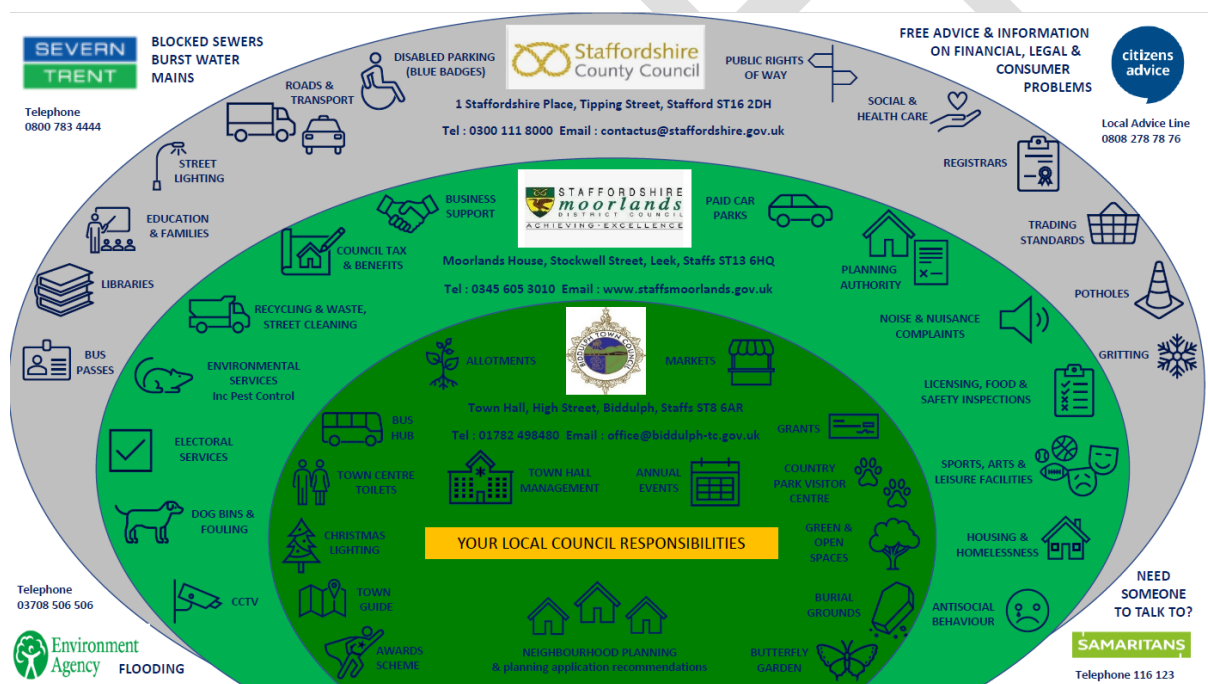 SEVERN
TRENT
BLOCKED SEWERS
BURST WATER
MAINS
Telephone
0800 783 4444
FREE ADVICE & INFORMATION
ON FINANCIAL, LEGAL &
CONSUMER
PROBLEMS
citizens
advice
Local Advice Line
0808 278 78 76
Staffordshire
County Council
1 Staffordshire Place, Tipping Street, Stafford ST16 2DH
Tel : 0300 111 8000 Email : contactus@staffordshire.gov.uk
DISABLED PARKING
(BLUE BADGES)
ROADS &
TRANSPORT
STREET
LIGHTING
EDUCATION
& FAMILIES
LIBRARIES
BUS
PASSES
PUBLIC RIGHTS
OF WAY
SOCIAL &
HEALTH CARE
REGISTRARS
TRADING
STANDARDS
POTHOLES
GRITTING
STAFFORDSHIRE
moorlands
DISTRICT COUNCIL
ACHIEVING·EXCELLENCE
Moorlands House, Stockwell Street, Leek, Staffs ST13 6HQ
Tel : 0345 605 3010 Email : www.staffsmoorlands.gov.uk
BUSINESS
SUPPORT
COUNCIL TAX
& BENEFITS
RECYCLING & WASTE,
STREET CLEANING
ENVIRONMENTAL
SERVICES
Inc Pest Control
ELECTORAL
SERVICES
DOG BINS &
FOULING
CCTV
PAID CAR
PARKS
PLANNING
AUTHORITY
NOISE & NUISANCE
COMPLAINTS
LICENSING, FOOD &
SAFETY INSPECTIONS
SPORTS, ARTS &
LEISURE FACILITIES
HOUSING &
HOMELESSNESS
ANTISOCIAL
BEHAVIOUR
BIDDULPH TOWN COUNCIL
Town Hall, High Street, Biddulph, Staffs ST8 6AR
Tel : 01782 498480 Email : office@biddulph-tc.gov.uk
ALLOTMENTS
MARKETS
BUS
HUB
GRANTS
TOWN CENTRE
TOILETS
TOWN HALL
MANAGEMENT
ANNUAL
EVENTS
COUNTRY
PARK VISITOR
CENTRE
CHRISTMAS
LIGHTING
YOUR LOCAL COUNCIL RESPONSIBILITIES
GREEN &
OPEN
SPACES
TOWN
GUIDE
BURIAL
GROUNDS
AWARDS
SCHEME
NEIGHBOURHOOD PLANNING
& planning application recommendations
BUTTERFLY
GARDEN
Telephone
03708 506 506
Environment
Agency
FLOODING
NEED
SOMEONE
TO TALK TO?
SAMARITANS
Telephone 116 123